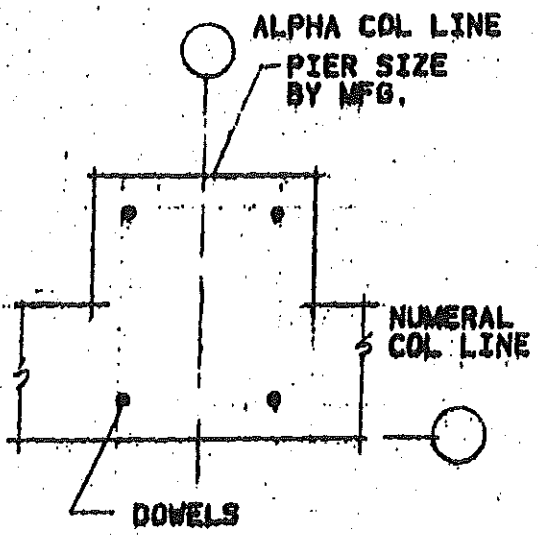 ALPHA COL LINE
PIER SIZE
BY MFG.
NUMERAL
COL LINE
DOWELS